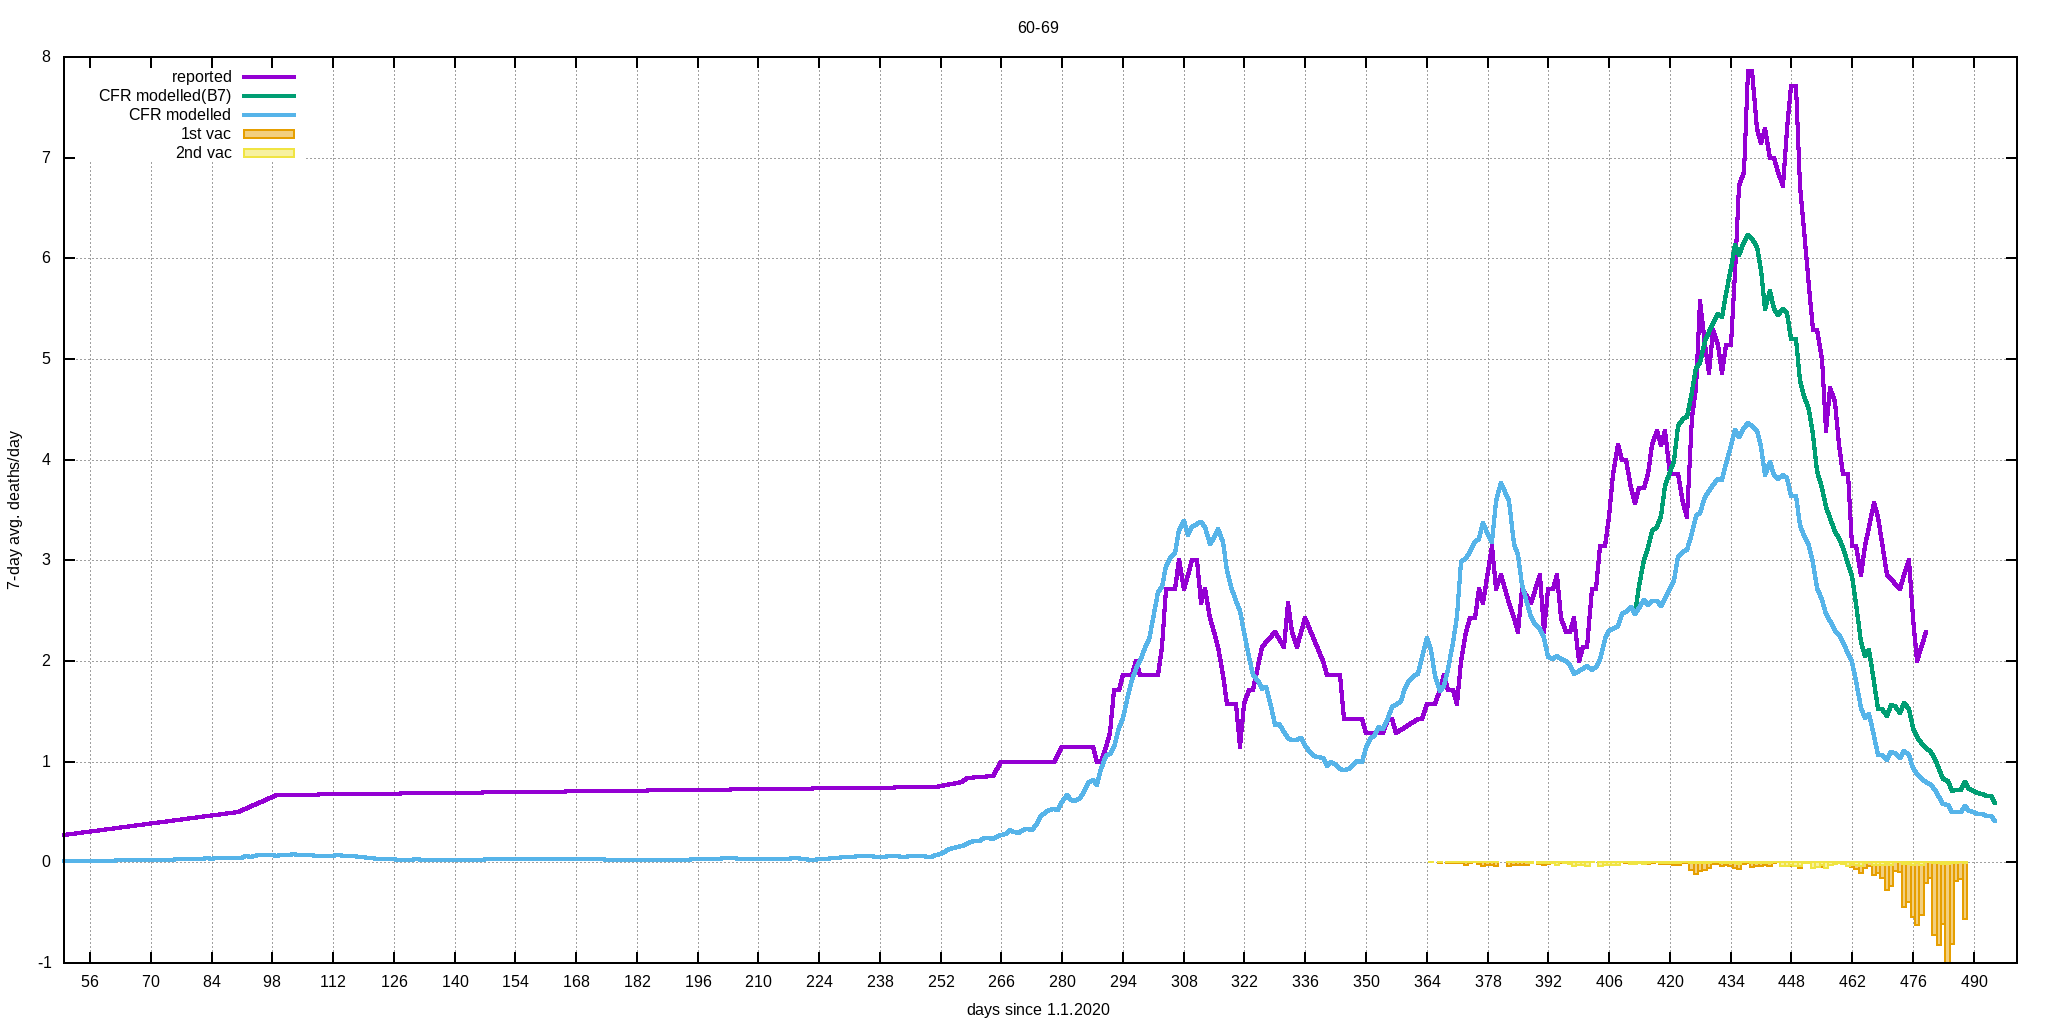 60-69
reported
CFR modelled(B7)
CFR modelled
1st vac
2nd vac
8
7
6
5
4
3
2
1
0
-1
7-day avg. deaths/day
56 70 84 98 112 126 140 154 168 182 196 210 224 238 252 266 280 294 308 322 336 350 364 378 392 406 420 434 448 462 476 490
days since 1.1.2020